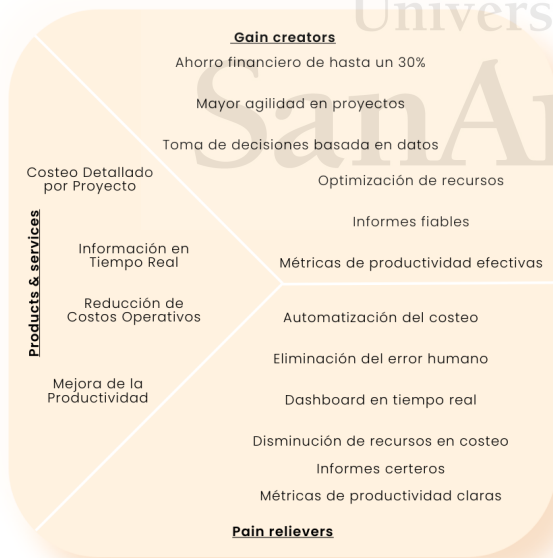 Univers
SanA
Gain creators
Ahorro financiero de hasta un 30%
Mayor agilidad en proyectos
Toma de decisiones basada en datos
Optimización de recursos
Informes fiables
Métricas de productividad efectivas
Products & services
Costeo Detallado
por Proyecto
Información en
Tiempo Real
Reducción de
Costos Operativos
Mejora de la
Productividad
Automatización del costeo
Eliminación del error humano
Dashboard en tiempo real
Disminución de recursos en costeo
Informes certeros
Métricas de productividad claras
Pain relievers